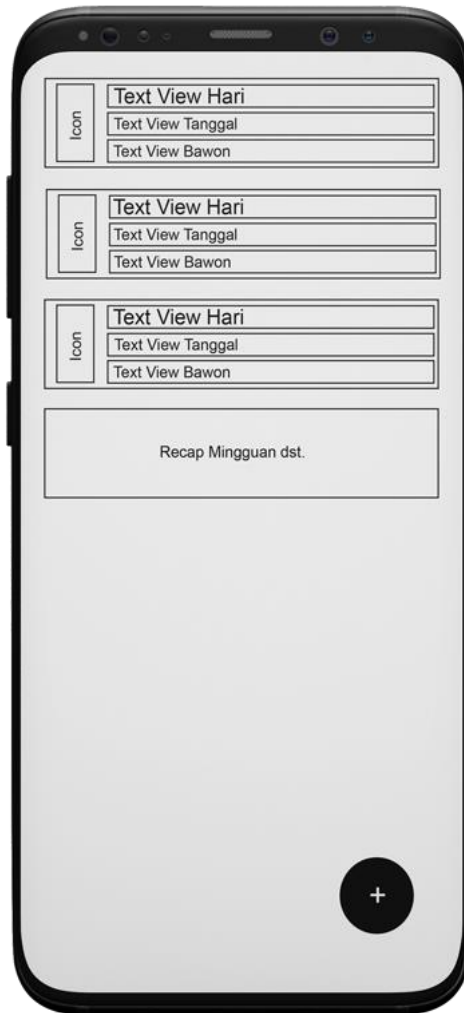 Text View Hari
Icon
Text View Tanggal
Text View Bawon
Text View Hari
Icon
Text View Tanggal
Text View Bawon
Text View Hari
Icon
Text View Tanggal
Text View Bawon
Recap Mingguan dst.
+